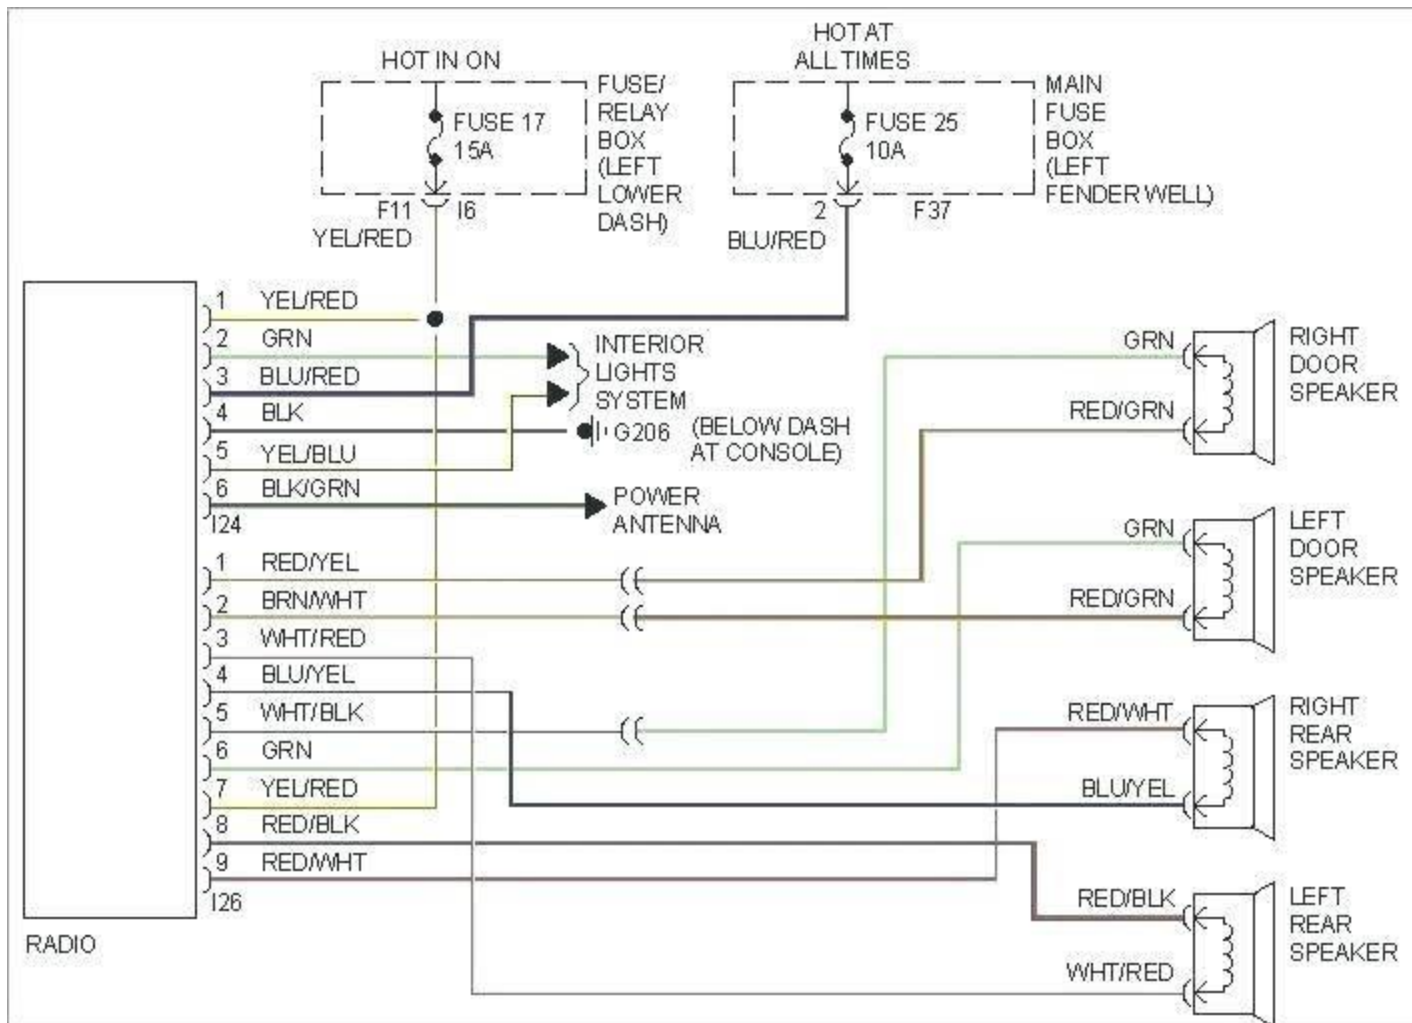 HOT IN ON
HOT AT
ALL TIMES
FUSE 17
15A
FUSE/
RELAY
BOX
(LEFT
LOWER
DASH)
FUSE 25
10A
MAIN
FUSE
BOX
(LEFT
FENDER WELL)
F11
I6
YEL/RED
2
F37
BLU/RED
1 YEL/RED
2 GRN
3 BLU/RED
4 BLK
5 YEL/BLU
6 BLK/GRN
I24
INTERIOR
LIGHTS
SYSTEM
G206
(BELOW DASH
AT CONSOLE)
POWER
ANTENNA
1 RED/YEL
2 BRN/WHT
3 WHT/RED
4 BLU/YEL
5 WHT/BLK
6 GRN
7 YEL/RED
8 RED/BLK
9 RED/WHT
I26
RADIO
GRN
RED/GRN
RIGHT
DOOR
SPEAKER
GRN
RED/GRN
LEFT
DOOR
SPEAKER
RED/WHT
BLU/YEL
RIGHT
REAR
SPEAKER
RED/BLK
WHT/RED
LEFT
REAR
SPEAKER